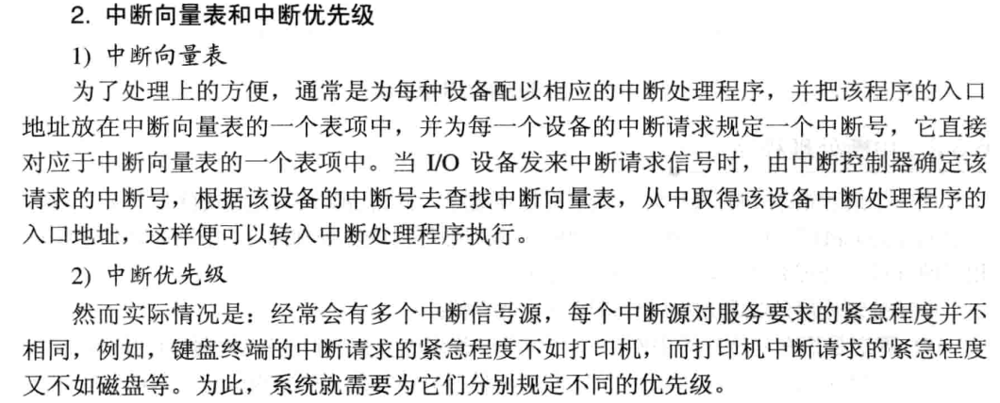 2. 中断向量表和中断优先级
1) 中断向量表
为了处理上的方便，通常是为每种设备配以相应的中断处理程序，并把该程序的入口
地址放在中断向量表的一个表项中，并为每一个设备的中断请求规定一个中断号，它直接
对应于中断向量表的一个表项中。当 I/O 设备发来中断请求信号时，由中断控制器确定该
请求的中断号，根据该设备的中断号去查找中断向量表，从中取得该设备中断处理程序的
入口地址，这样便可以转入中断处理程序执行。
2) 中断优先级
然而实际情况是：经常会有多个中断信号源，每个中断源对服务要求的紧急程度并不
相同，例如，键盘终端的中断请求的紧急程度不如打印机，而打印机中断请求的紧急程度
又不如磁盘等。为此，系统就需要为它们分别规定不同的优先级。